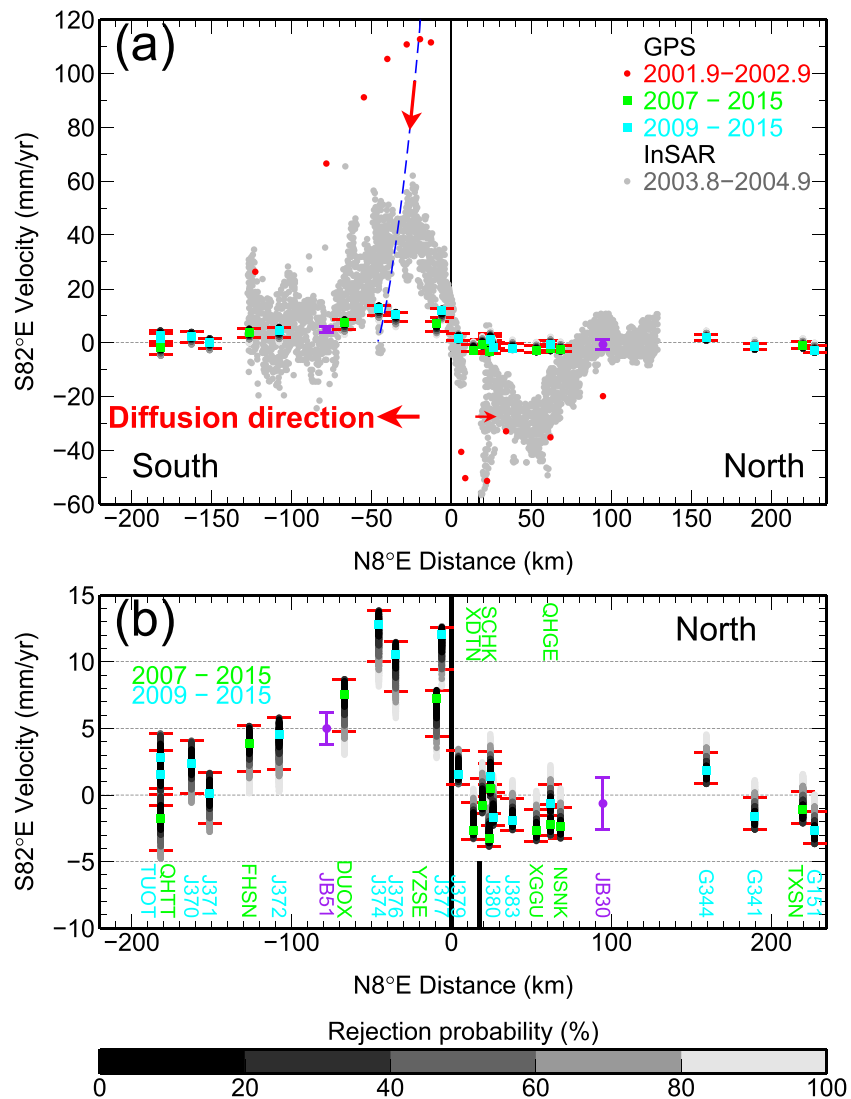 (a)
GPS
2001.9−2002.9
2007 − 2015
2009 − 2015
InSAR
2003.8−2004.9
120
100
80
60
40
20
0
−20
−40
−60
S82°E Velocity (mm/yr)
Diffusion direction
South
North
−200 −150 −100 −50 0 50 100 150 200
N8°E Distance (km)
(b)
North
2007 − 2015
2009 − 2015
15
10
5
0
−5
−10
S82°E Velocity (mm/yr)
XDTN
SCHK
QHGE
TUOT
QHTT
J370
J371
FHSN
J372
JB51
DUOX
J374
J376
YZSE
J377
J379
J380
J383
XGGU
NSNK
JB30
G344
G341
TXSN
G151
−200 −100 0 100 200
N8°E Distance (km)
Rejection probability (%)
0 20 40 60 80 100